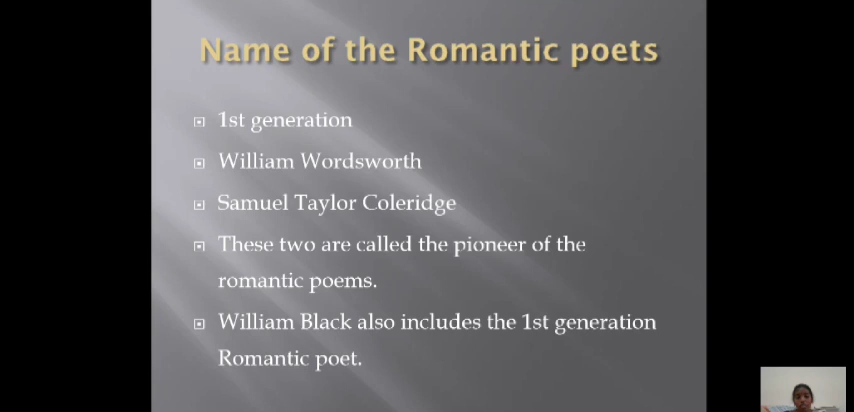 Name of the Romantic poets
1st generation
William Wordsworth
Samuel Taylor Coleridge
These two are called the pioneer of the
romantic poems.
William Black also includes the 1st generation
Romantic poet.